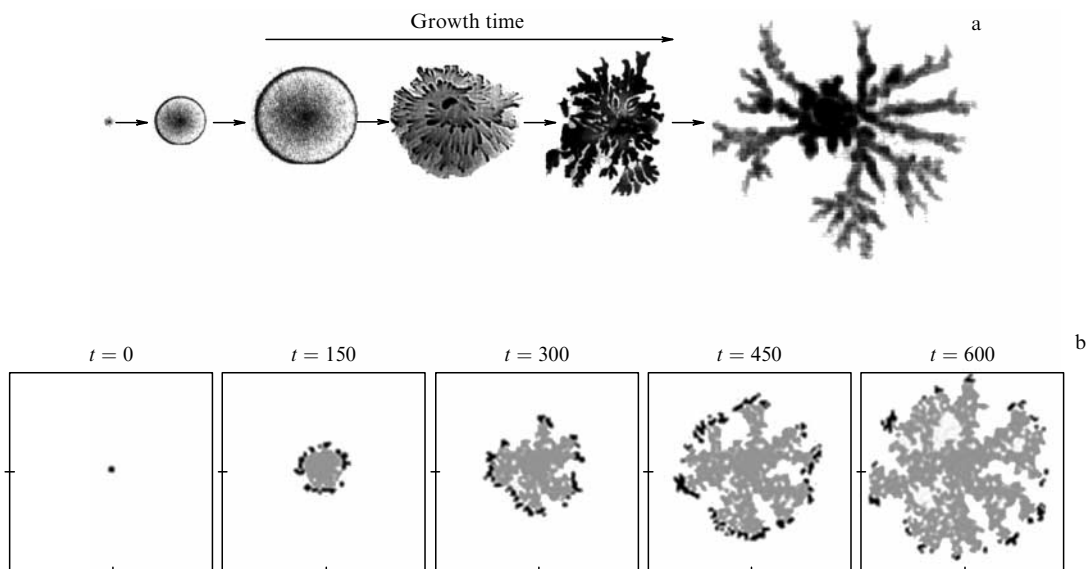 Growth time
a
b
t = 0
t = 150
t = 300
t = 450
t = 600